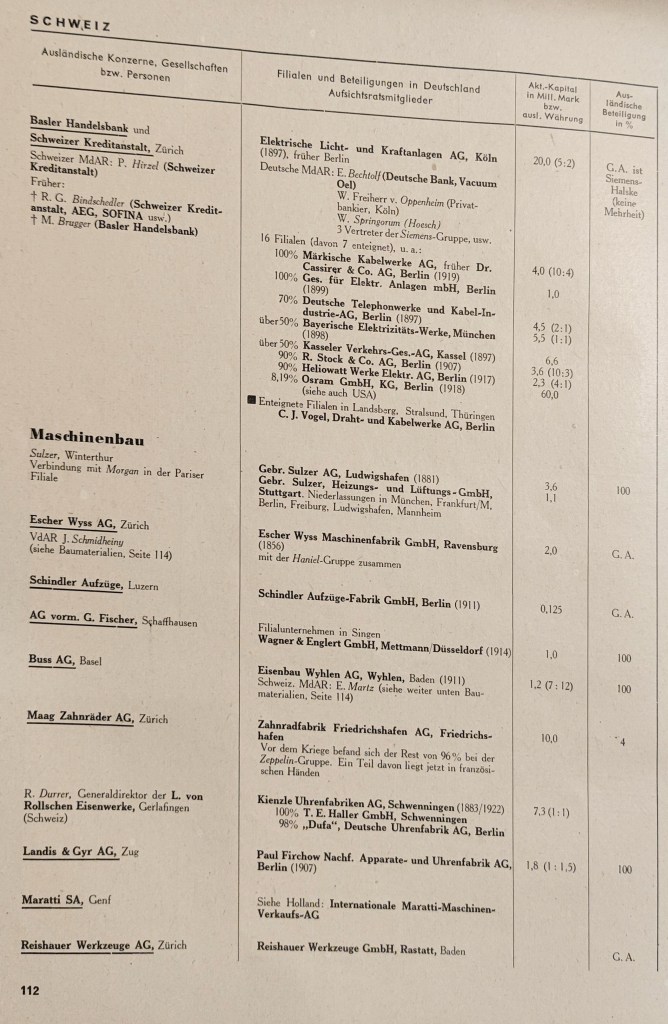 SCHWEIZ
Ausländische Konzerne, Gesellschaften
bzw. Personen
Filialen und Beteiligungen in Deutschland
Aufsichtsratsmitglieder
Akt.-Kapital
in Mill. Mark
bzw.
ausl. Währung
Aus-
ländische
Beteiligung
in %
Basler Handelsbank und
Schweizer Kreditanstalt, Zürich
Schweizer MdAR: P. Hirzel (Schweizer
Kreditanstalt)
Früher:
† R. G. Bindschedler (Schweizer Kredit-
anstalt, AEG, SOFINA usw.)
† M. Brugger (Basler Handelsbank)
Elektrische Licht- und Kraftanlagen AG, Köln
(1897), früher Berlin
20,0 (5:2)
G. A. ist
Siemens-
Halske
(keine
Mehrheit)
Deutsche MdAR: E. Bechtolf (Deutsche Bank, Vacuum
Oel)
W. Freiherr v. Oppenheim (Privat-
bankier, Köln)
W. Springorum (Hoesch)
3 Vertreter der Siemens-Gruppe, usw.
16 Filialen (davon 7 enteignet), u. a.:
100% Märkische Kabelwerke AG, früher Dr.
Cassirer & Co. AG, Berlin (1919) 4,0 (10:4)
100% Ges. für Elektr. Anlagen mbH, Berlin
(1899) 1,0
70% Deutsche Telephonwerke und Kabel-In-
dustrie-AG, Berlin (1897) 4,5 (2:1)
über 50% Bayerische Elektrizitäts-Werke, München
(1898) 5,5 (1:1)
über 50% Kasseler Verkehrs-Ges.-AG, Kassel (1897) 6,6
90% R. Stock & Co. AG, Berlin (1907) 3,6 (10:3)
90% Heliowatt Werke Elektr. AG, Berlin (1917) 2,3 (4:1)
8,19% Osram GmbH, KG, Berlin (1918) 60,0
(siehe auch USA)
■ Enteignete Filialen in Landsberg, Stralsund, Thüringen
C. J. Vogel, Draht- und Kabelwerke AG, Berlin
Maschinenbau
Sulzer, Winterthur
Verbindung mit Morgan in der Pariser
Filiale
Gebr. Sulzer AG, Ludwigshafen (1881) 3,6 100
Gebr. Sulzer, Heizungs- und Lüftungs-GmbH, 1,1
Stuttgart. Niederlassungen in München, Frankfurt/M,
Berlin, Freiburg, Ludwigshafen, Mannheim
Escher Wyss AG, Zürich
VdAR J. Schmidheiny
(siehe Baumaterialien, Seite 114)
Escher Wyss Maschinenfabrik GmbH, Ravensburg
(1856) 2,0 G. A.
mit der Haniel-Gruppe zusammen
Schindler Aufzüge, Luzern
Schindler Aufzüge-Fabrik GmbH, Berlin (1911) 0,125 G. A.
AG vorm. G. Fischer, Schaffhausen
Filialunternehmen in Singen
Wagner & Englert GmbH, Mettmann/Düsseldorf (1914) 1,0 100
Buss AG, Basel
Eisenbau Wyhlen AG, Wyhlen, Baden (1911) 1,2 (7 : 12) 100
Schweiz. MdAR: E. Martz (siehe weiter unten Bau-
materialien, Seite 114)
Maag Zahnräder AG, Zürich
Zahnradfabrik Friedrichshafen AG, Friedrichs-
hafen 10,0 4
Vor dem Kriege befand sich der Rest von 96% bei der
Zeppelin-Gruppe. Ein Teil davon liegt jetzt in französi-
schen Händen
R. Durrer, Generaldirektor der L. von
Rollschen Eisenwerke, Gerlafingen
(Schweiz)
Kienzle Uhrenfabriken AG, Schwenningen (1883/1922) 7,3 (1 : 1)
100% T. E. Haller GmbH, Schwenningen
98% „Dufa“, Deutsche Uhrenfabrik AG, Berlin
Landis & Gyr AG, Zug
Paul Firchow Nachf. Apparate- und Uhrenfabrik AG,
Berlin (1907) 1,8 (1 : 1,5) 100
Maratti SA, Genf
Siehe Holland: Internationale Maratti-Maschinen-
Verkaufs-AG
Reishauer Werkzeuge AG, Zürich
Reishauer Werkzeuge GmbH, Rastatt, Baden G. A.
112